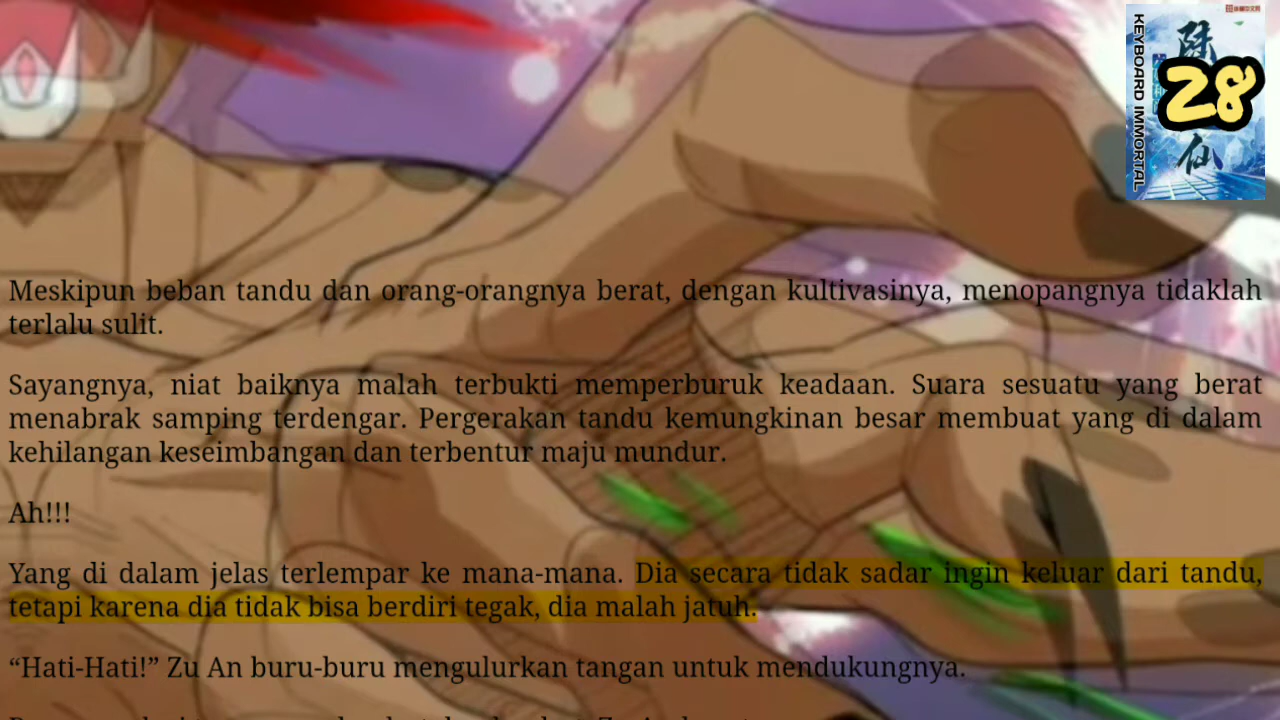 KEYBOARD IMMORTAL
28
仙
Meskipun beban tandu dan orang-orangnya berat, dengan kultivasinya, menopangnya tidaklah
terlalu sulit.
Sayangnya, niat baiknya malah terbukti memperburuk keadaan. Suara sesuatu yang berat
menabrak samping terdengar. Pergerakan tandu kemungkinan besar membuat yang di dalam
kehilangan keseimbangan dan terbentur maju mundur.
Ah!!!
Yang di dalam jelas terlempar ke mana-mana. Dia secara tidak sadar ingin keluar dari tandu,
tetapi karena dia tidak bisa berdiri tegak, dia malah jatuh.
“Hati-Hati!” Zu An buru-buru mengulurkan tangan untuk mendukungnya.